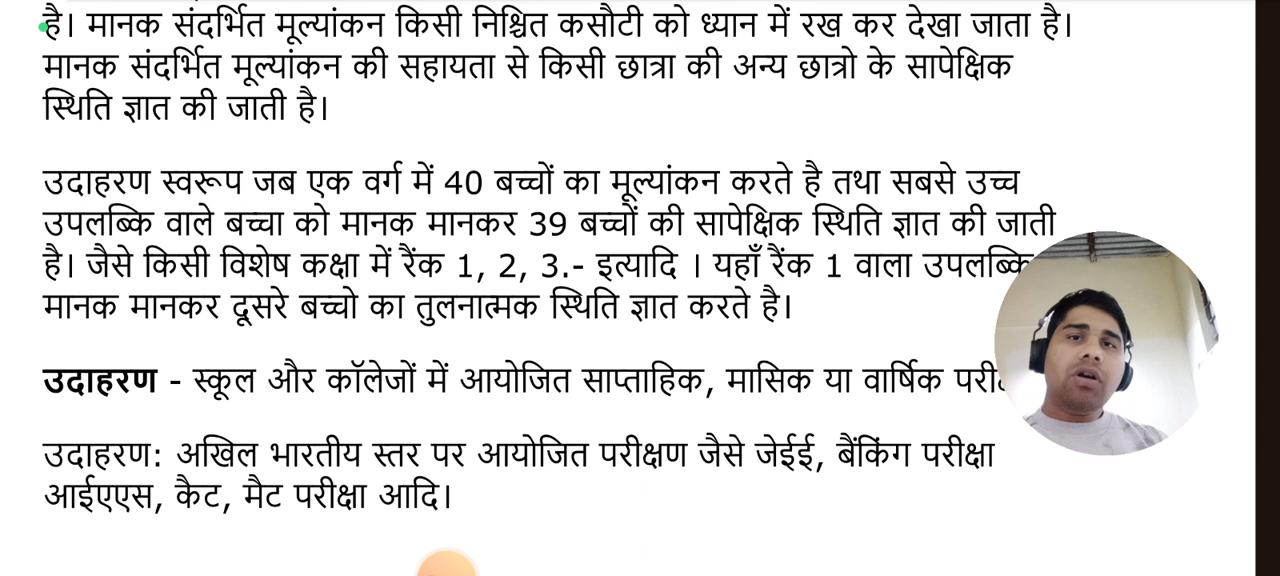 है। मानक संदर्भित मूल्यांकन किसी निश्चित कसौटी को ध्यान में रख कर देखा जाता है।
मानक संदर्भित मूल्यांकन की सहायता से किसी छात्रा की अन्य छात्रो के सापेक्षिक
स्थिति ज्ञात की जाती है।
उदाहरण स्वरूप जब एक वर्ग में 40 बच्चों का मूल्यांकन करते है तथा सबसे उच्च
उपलब्कि वाले बच्चा को मानक मानकर 39 बच्चों की सापेक्षिक स्थिति ज्ञात की जाती
है। जैसे किसी विशेष कक्षा में रैंक 1, 2, 3.- इत्यादि । यहाँ रैंक 1 वाला उपलब्कि
मानक मानकर दूसरे बच्चो का तुलनात्मक स्थिति ज्ञात करते है।
उदाहरण - स्कूल और कॉलेजों में आयोजित साप्ताहिक, मासिक या वार्षिक
उदाहरण: अखिल भारतीय स्तर पर आयोजित परीक्षण जैसे जेईई, बैंकिंग परीक्षा
आईएएस, कैट, मैट परीक्षा आदि।